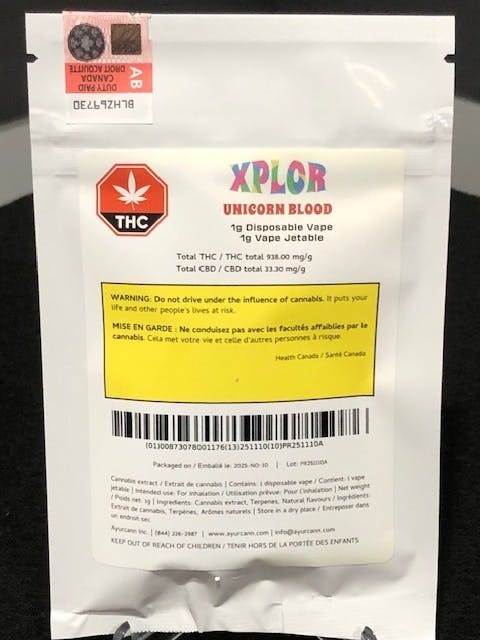 AB
DUTY PAID
CANADA
DROIT ACQUITTÉ
BLHZ6973D
XPLOR
THC
UNICORN BLOOD
1g Disposable Vape
1g Vape Jetable
Total THC / THC total 938.00 mg/g
Total CBD / CBD total 33.30 mg/g
WARNING: Do not drive under the influence of cannabis. It puts your
life and other people's lives at risk.
MISE EN GARDE : Ne conduisez pas avec les facultés affaiblies par le
cannabis. Cela met votre vie et celle d'autres personnes à risque.
Health Canada / Santé Canada
(01)00873078001176(13)251110(10)PR251110A
Packaged on / Emballé le: 2025-NO-10 | Lot: PR251110A
Cannabis extract / Extrait de cannabis | Contains: 1 disposable vape / Contient: 1 vape
jetable | Intended use: For inhalation / Utilisation prévue: Pour l'inhalation | Net weight
/ Poids net: 1g | Ingredients: Cannabis extract, Terpenes, Natural flavours / Ingrédients:
Extrait de cannabis, Terpènes, Arômes naturels | Store in a dry place / Entreposer dans
un endroit sec
Ayurcann Inc. | (844) 226-2987 | www.ayurcann.com | info@ayurcann.com
KEEP OUT OF REACH OF CHILDREN / TENIR HORS DE LA PORTÉE DES ENFANTS